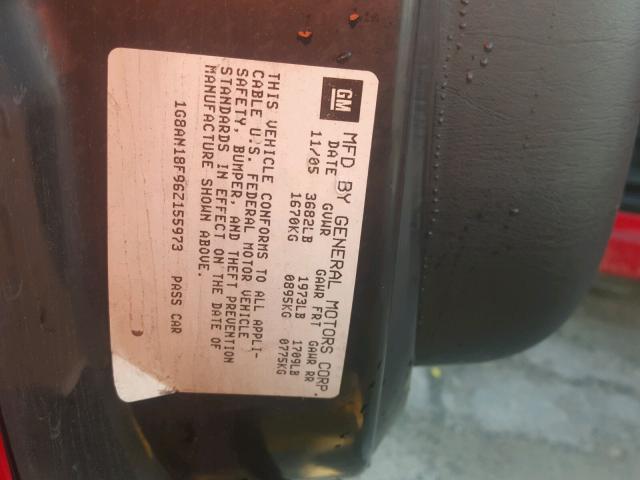 GM
MFD BY GENERAL MOTORS CORP.
DATE GVWR GAWR FRT GAWR RR
11/05 3682LB 1973LB 1709LB
1670KG 0895KG 0775KG
THIS VEHICLE CONFORMS TO ALL APPLI-
CABLE U.S. FEDERAL MOTOR VEHICLE
SAFETY, BUMPER, AND THEFT PREVENTION
STANDARDS IN EFFECT ON THE DATE OF
MANUFACTURE SHOWN ABOVE.
1G8AM18F96Z155973 PASS CAR